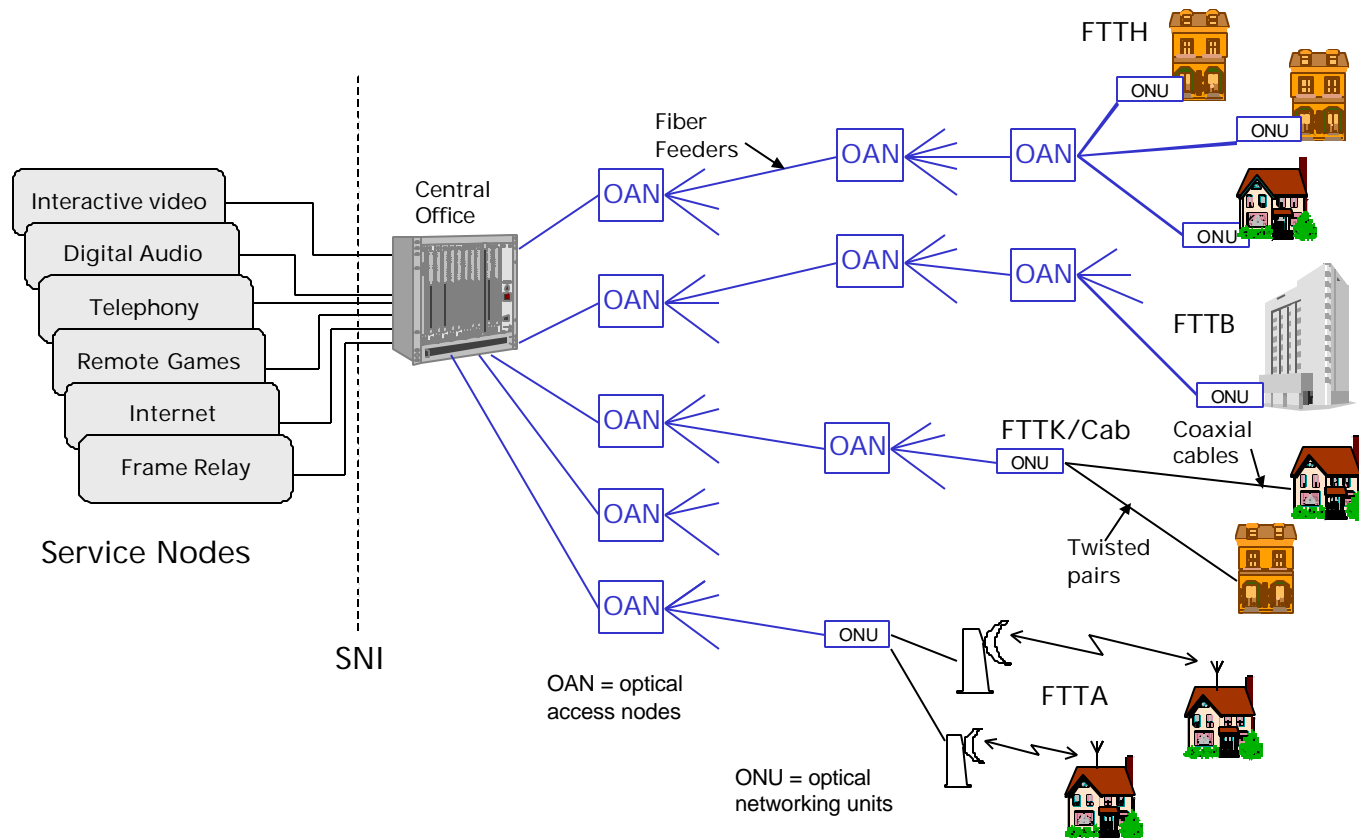 FTTH
ONU
ONU
ONU
Fiber
Feeders
OAN
OAN
OAN
Central
Office
Interactive video
Digital Audio
Telephony
Remote Games
Internet
Frame Relay
Service Nodes
SNI
OAN
OAN
OAN
FTTB
ONU
OAN
OAN
FTTK/Cab
ONU
Coaxial
cables
Twisted
pairs
OAN
OAN
ONU
FTTA
OAN = optical
access nodes
ONU = optical
networking units